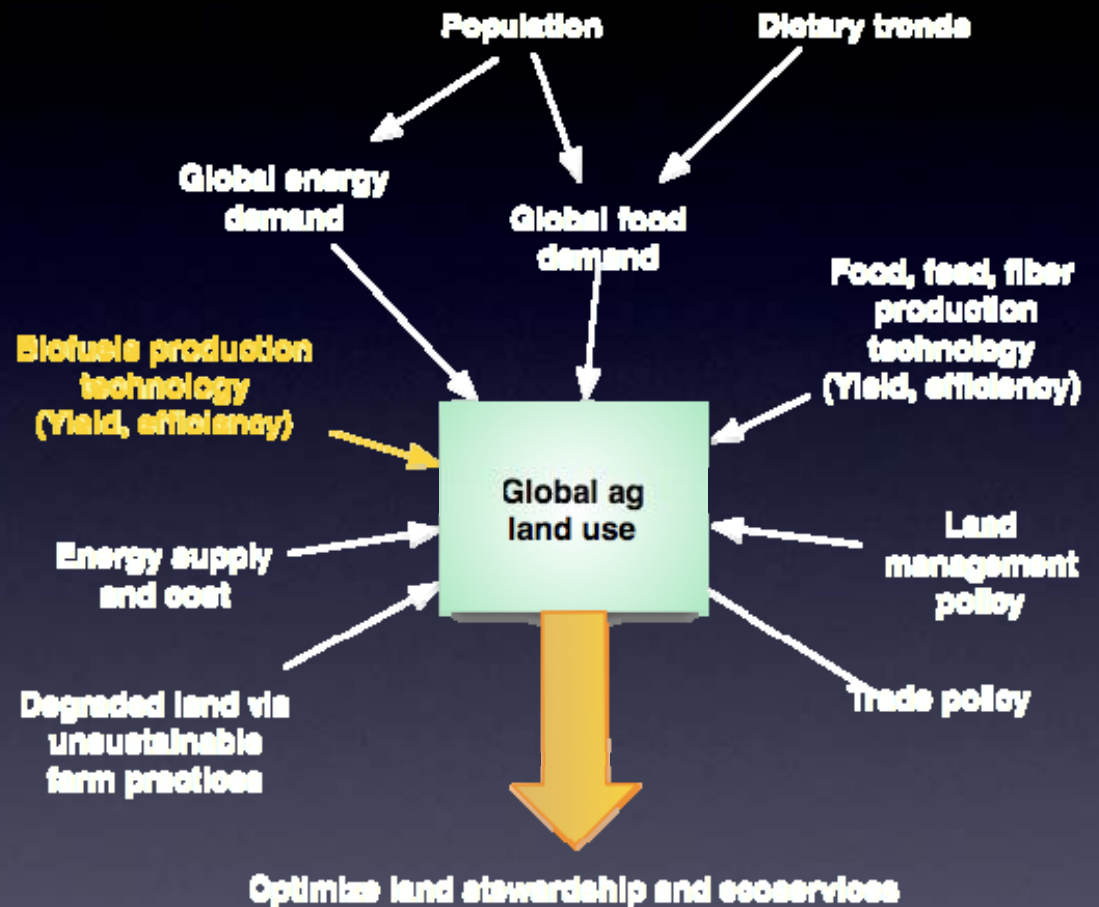 Population
Dietary trends
Global energy
demand
Global food
demand
Food, feed, fiber
production
technology
(Yield, efficiency)
Biofuels production
technology
(Yield, efficiency)
Global ag
land use
Energy supply
and cost
Land
management
policy
Degraded land via
unsustainable
farm practices
Trade policy
Optimize land stewardship and ecoservices